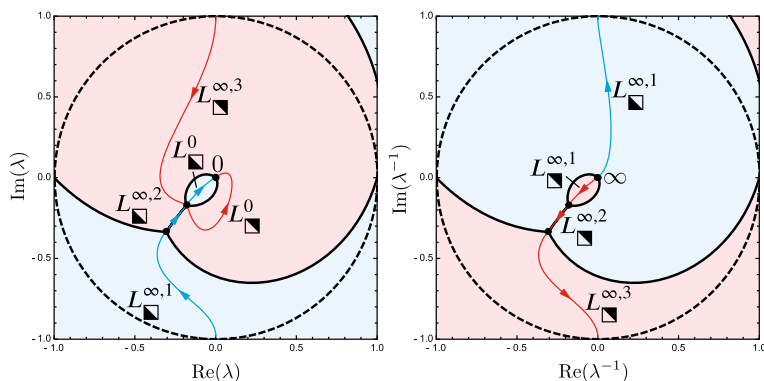 1.0
0.5
0.0
-0.5
-1.0
-1.0 -0.5 0.0 0.5 1.0
Im(λ)
Re(λ)
L^{∞,3}
L^0
0
L^{∞,2}
L^0
L^{∞,1}
1.0
0.5
0.0
-0.5
-1.0
-1.0 -0.5 0.0 0.5 1.0
Im(λ^{-1})
Re(λ^{-1})
L^{∞,1}
L^{∞,1}
∞
L^{∞,2}
L^{∞,3}